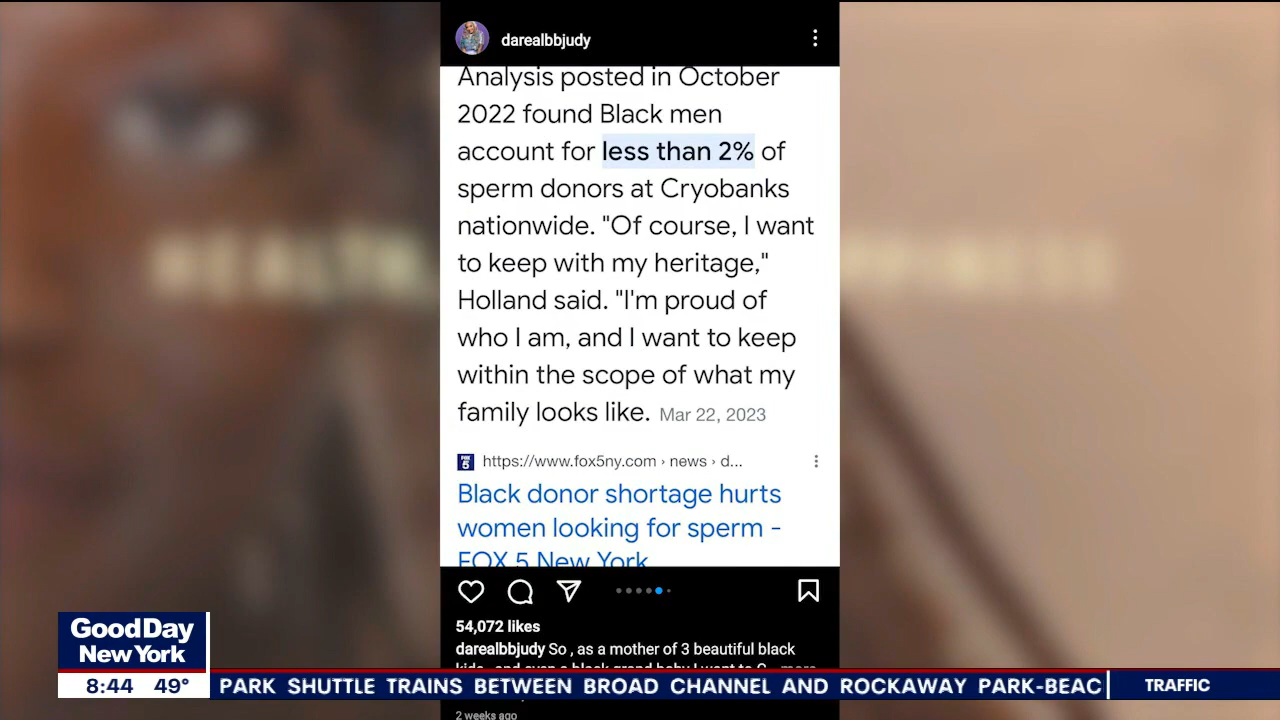 darealbbjudy
Analysis posted in October
2022 found Black men
account for less than 2% of
sperm donors at Cryobanks
nationwide. "Of course, I want
to keep with my heritage,"
Holland said. "I'm proud of
who I am, and I want to keep
within the scope of what my
family looks like. Mar 22, 2023
https://www.fox5ny.com › news › d...
Black donor shortage hurts
women looking for sperm -
FOX 5 New York
54,072 likes
darealbbjudy So , as a mother of 3 beautiful black
2 weeks ago
HEALTH,
GoodDay
New York
8:44 49°
PARK SHUTTLE TRAINS BETWEEN BROAD CHANNEL AND ROCKAWAY PARK-BEAC
TRAFFIC